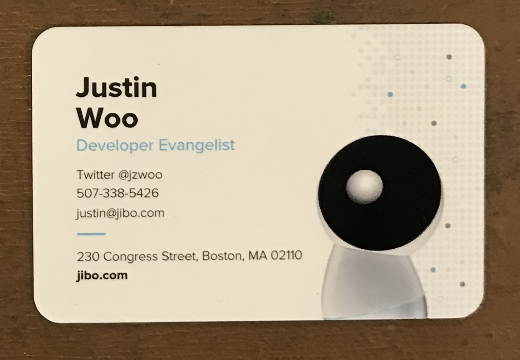 Justin
Woo
Developer Evangelist
Twitter @jzwoo
507-338-5426
justin@jibo.com
230 Congress Street, Boston, MA 02110
jibo.com